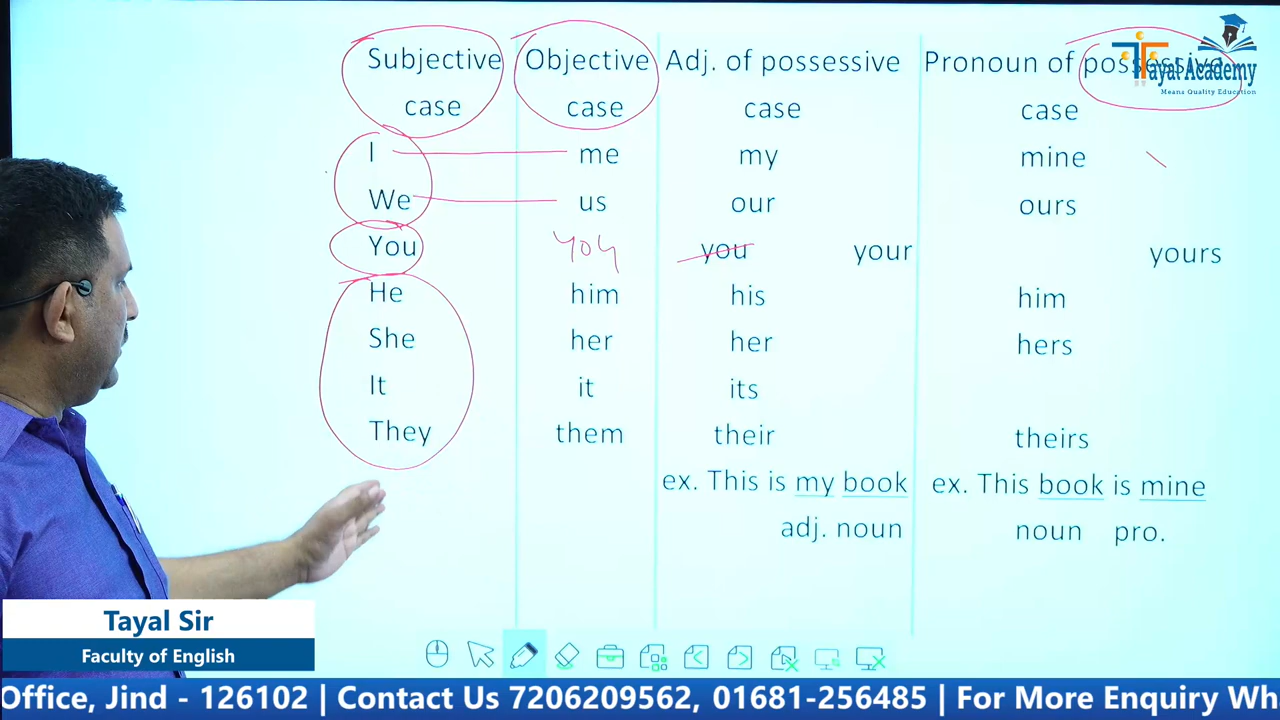 Subjective Objective Adj. of possessive Pronoun of possessive
case case case case
Tayal Academy
Means Quality Education
I me my mine
We us our ours
You you you your yours
He him his him
She her her hers
It it its
They them their theirs
ex. This is my book ex. This book is mine
adj. noun noun pro.
Tayal Sir
Faculty of English
Office, Jind - 126102 | Contact Us 7206209562, 01681-256485 | For More Enquiry Wh